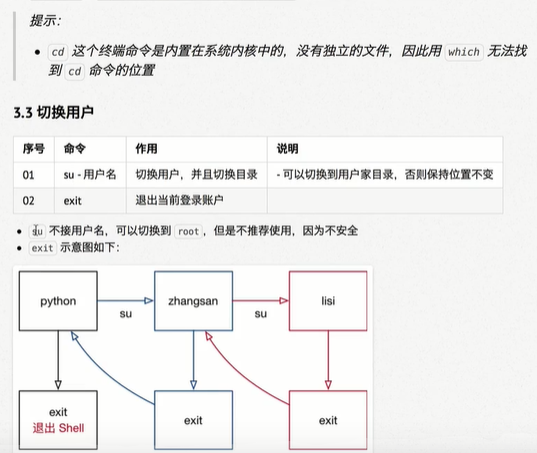 提示：
cd 这个终端命令是内置在系统内核中的，没有独立的文件，因此用 which 无法找
到 cd 命令的位置
3.3 切换用户
序号 命令 作用 说明
01 su - 用户名 切换用户，并且切换目录 - 可以切换到用户家目录，否则保持位置不变
02 exit 退出当前登录账户
su 不接用户名，可以切换到 root，但是不推荐使用，因为不安全
exit 示意图如下：
python zhangsan lisi
su su
exit exit exit
退出 Shell